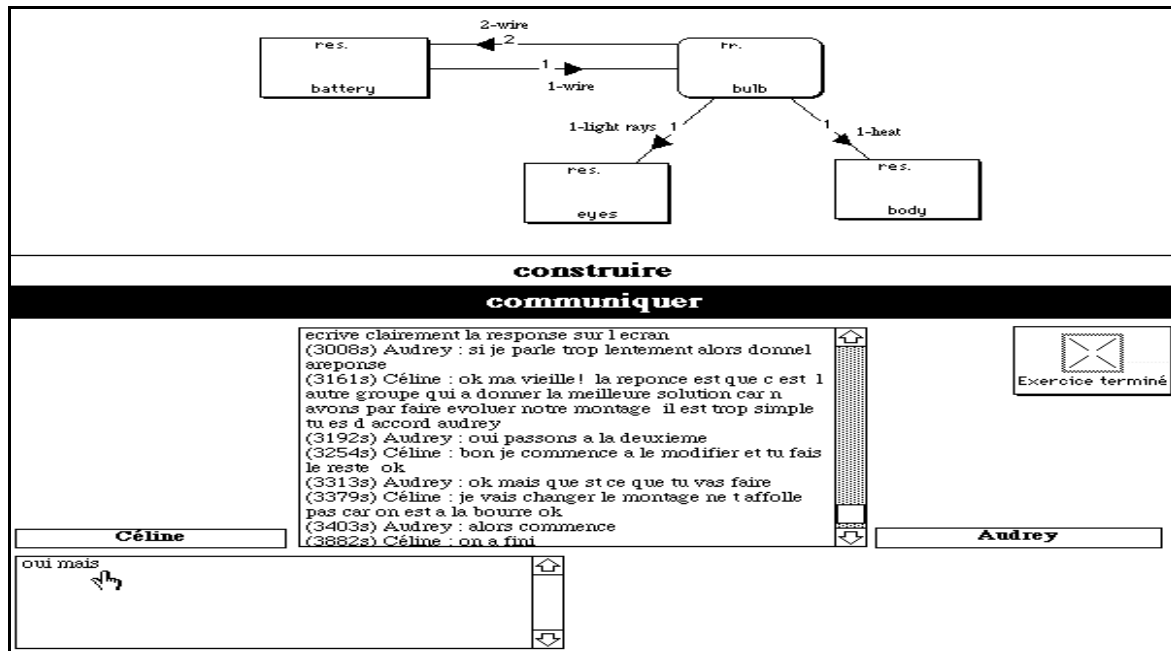 2-wire
res.
2
rr.
1
battery
1-wire
bulb
1-light rays
1
1
1-heat
res.
res.
eyes
body
construire
communiquer
ecrive clairement la response sur l ecran
(3008s) Audrey : si je parle trop lentement alors donnel
areponse
(3161s) Céline : ok ma vieille! la reponce est que c est l
autre groupe qui a donner la meilleure solution car n
avons par faire evoluer notre montage il est trop simple
tu es d accord audrey
(3192s) Audrey : oui passons a la deuxieme
(3254s) Céline : bon je commence a le modifier et tu fais
le reste ok
(3313s) Audrey : ok mais que st ce que tu vas faire
(3379s) Céline : je vais changer le montage ne t affolle
pas car on est a la bourre ok
(3403s) Audrey : alors commence
(3882s) Céline : on a fini
Exercice terminé
Céline
Audrey
oui mais